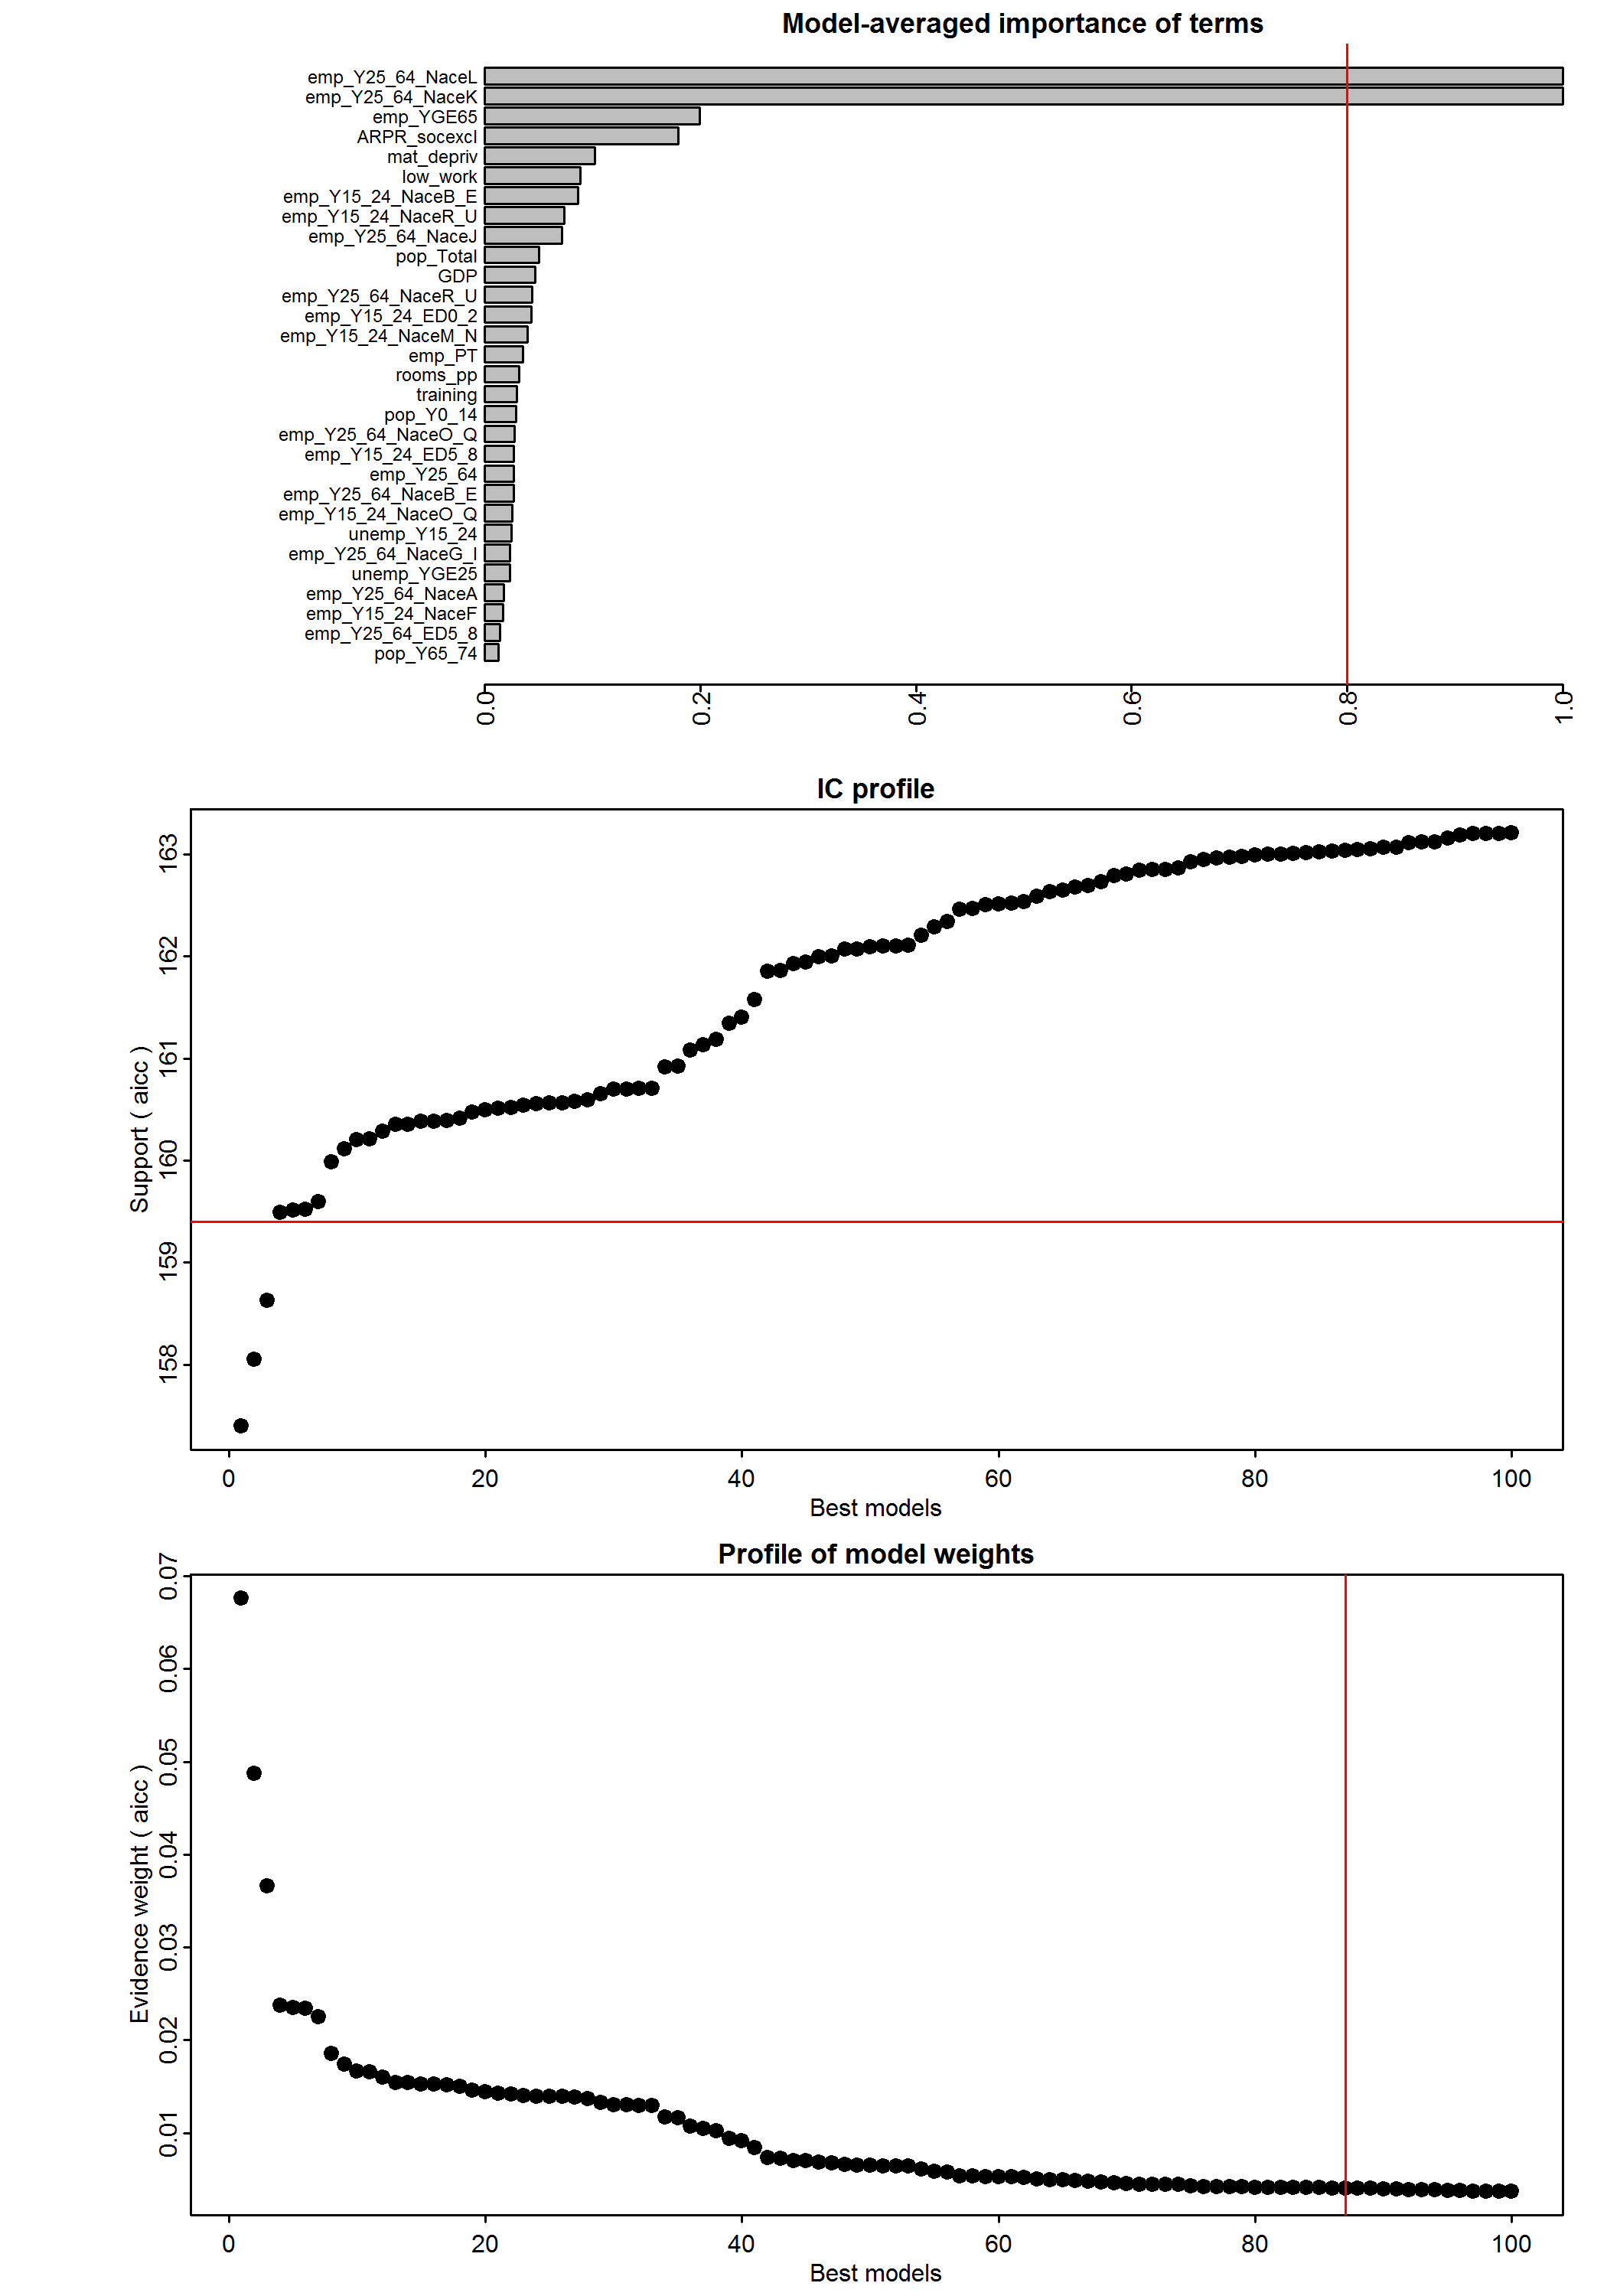 Model-averaged importance of terms
emp_Y25_64_NaceL
emp_Y25_64_NaceK
emp_YGE65
ARPR_socexcl
mat_depriv
low_work
emp_Y15_24_NaceB_E
emp_Y15_24_NaceR_U
emp_Y25_64_NaceJ
pop_Total
GDP
emp_Y25_64_NaceR_U
emp_Y15_24_ED0_2
emp_Y15_24_NaceM_N
emp_PT
rooms_pp
training
pop_Y0_14
emp_Y25_64_NaceO_Q
emp_Y15_24_ED5_8
emp_Y25_64
emp_Y25_64_NaceB_E
emp_Y15_24_NaceO_Q
unemp_Y15_24
emp_Y25_64_NaceG_I
unemp_YGE25
emp_Y25_64_NaceA
emp_Y15_24_NaceF
emp_Y25_64_ED5_8
pop_Y65_74
0.0 0.2 0.4 0.6 0.8 1.0
IC profile
Support ( aicc )
163
162
161
160
159
158
0 20 40 60 80 100
Best models
Profile of model weights
Evidence weight ( aicc )
0.07
0.06
0.05
0.04
0.03
0.02
0.01
0 20 40 60 80 100
Best models